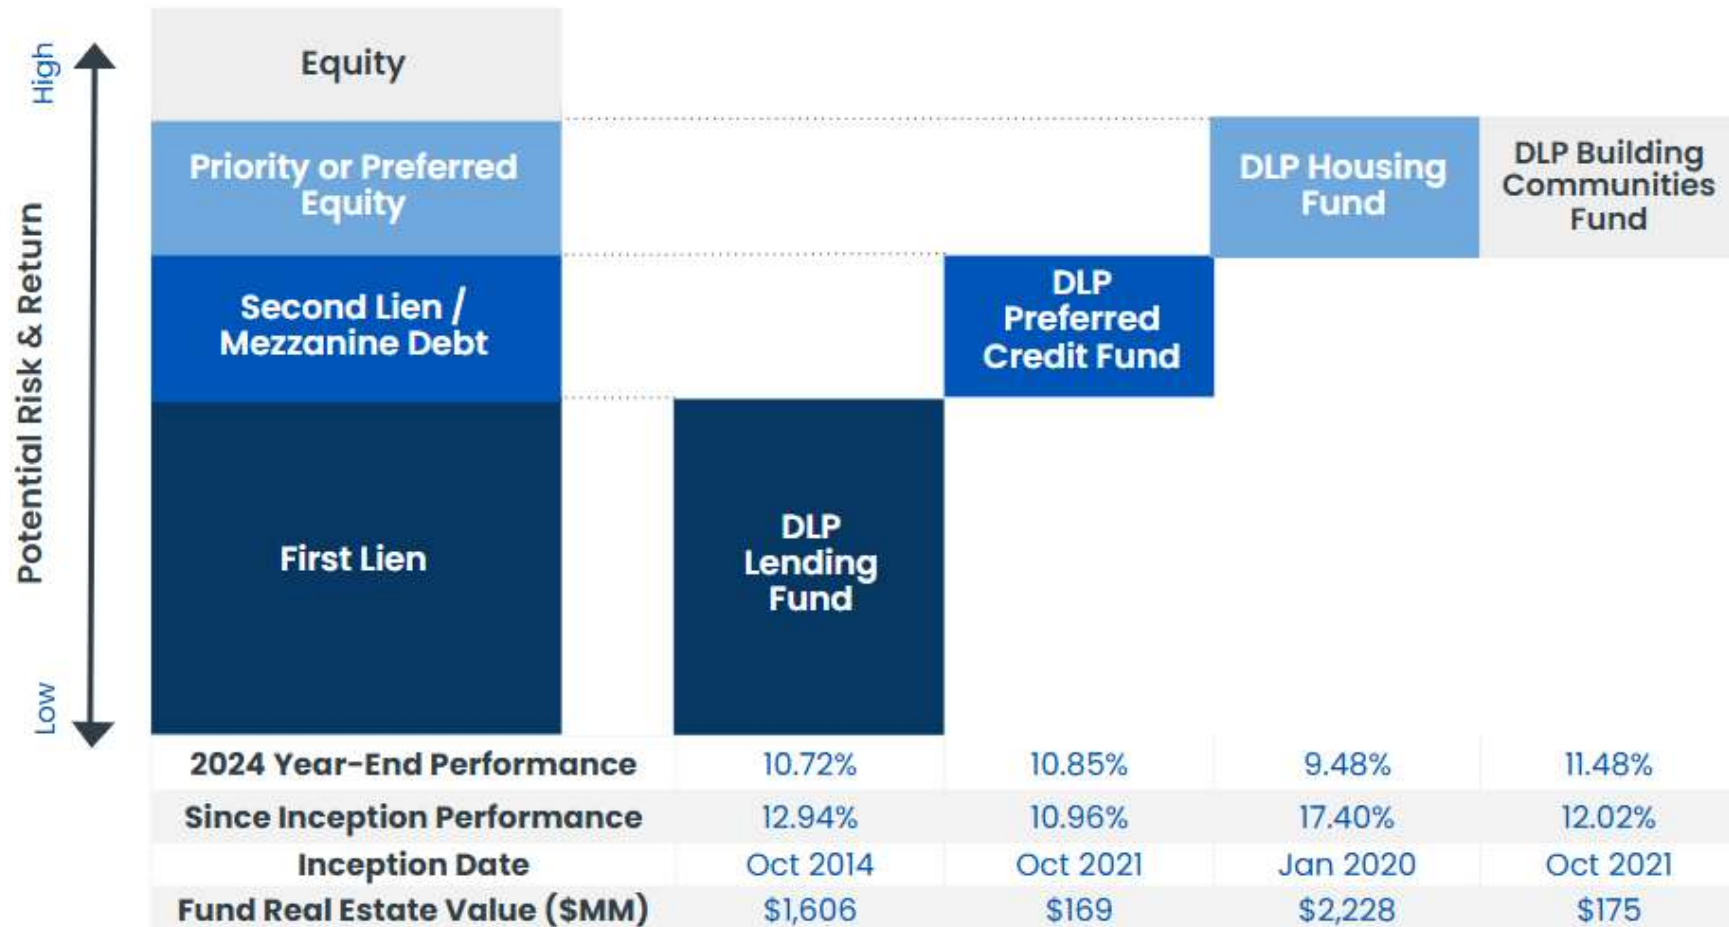 High
Potential Risk & Return
Low
Equity
Priority or Preferred
Equity
Second Lien /
Mezzanine Debt
First Lien
DLP
Lending
Fund
DLP
Preferred
Credit Fund
DLP Housing
Fund
DLP Building
Communities
Fund
2024 Year-End Performance 10.72% 10.85% 9.48% 11.48%
Since Inception Performance 12.94% 10.96% 17.40% 12.02%
Inception Date Oct 2014 Oct 2021 Jan 2020 Oct 2021
Fund Real Estate Value ($MM) $1,606 $169 $2,228 $175